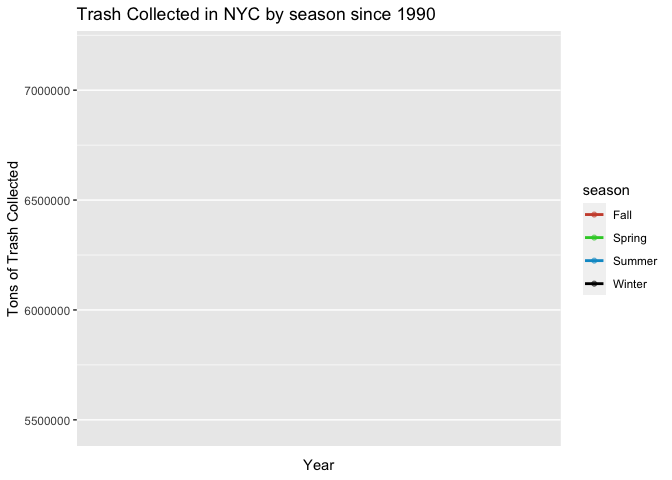 Trash Collected in NYC by season since 1990
Tons of Trash Collected
7000000
6500000
6000000
5500000
Year
season
Fall
Spring
Summer
Winter